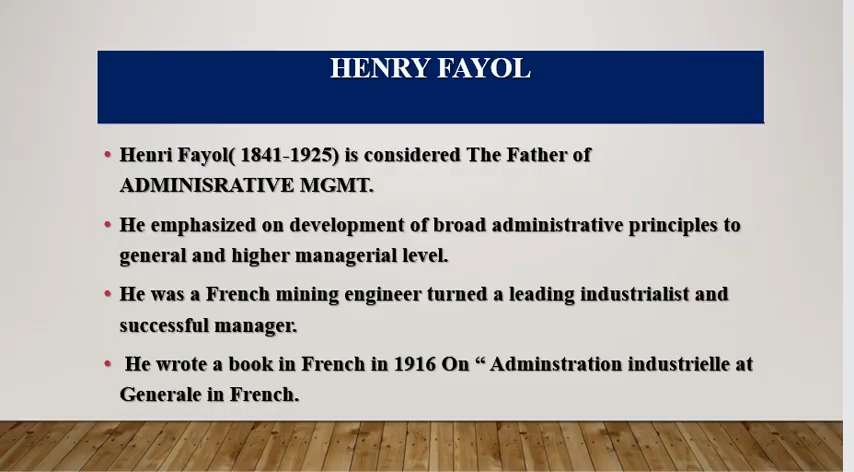 HENRY FAYOL
• Henri Fayol( 1841-1925) is considered The Father of
ADMINISRATIVE MGMT.
• He emphasized on development of broad administrative principles to
general and higher managerial level.
• He was a French mining engineer turned a leading industrialist and
successful manager.
• He wrote a book in French in 1916 On “ Adminstration industrielle at
Generale in French.